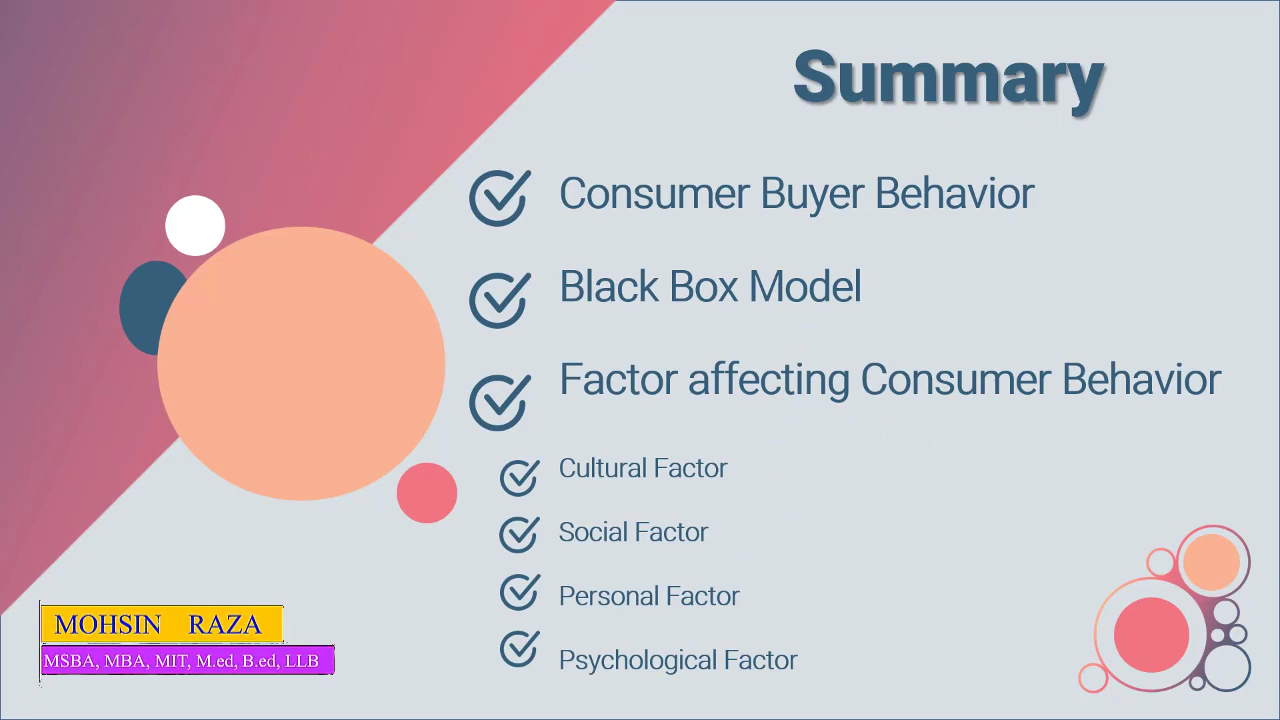 Summary
Consumer Buyer Behavior
Black Box Model
Factor affecting Consumer Behavior
Cultural Factor
Social Factor
Personal Factor
Psychological Factor
MOHSIN RAZA
MSBA, MBA, MIT, M.ed, B.ed, LLB